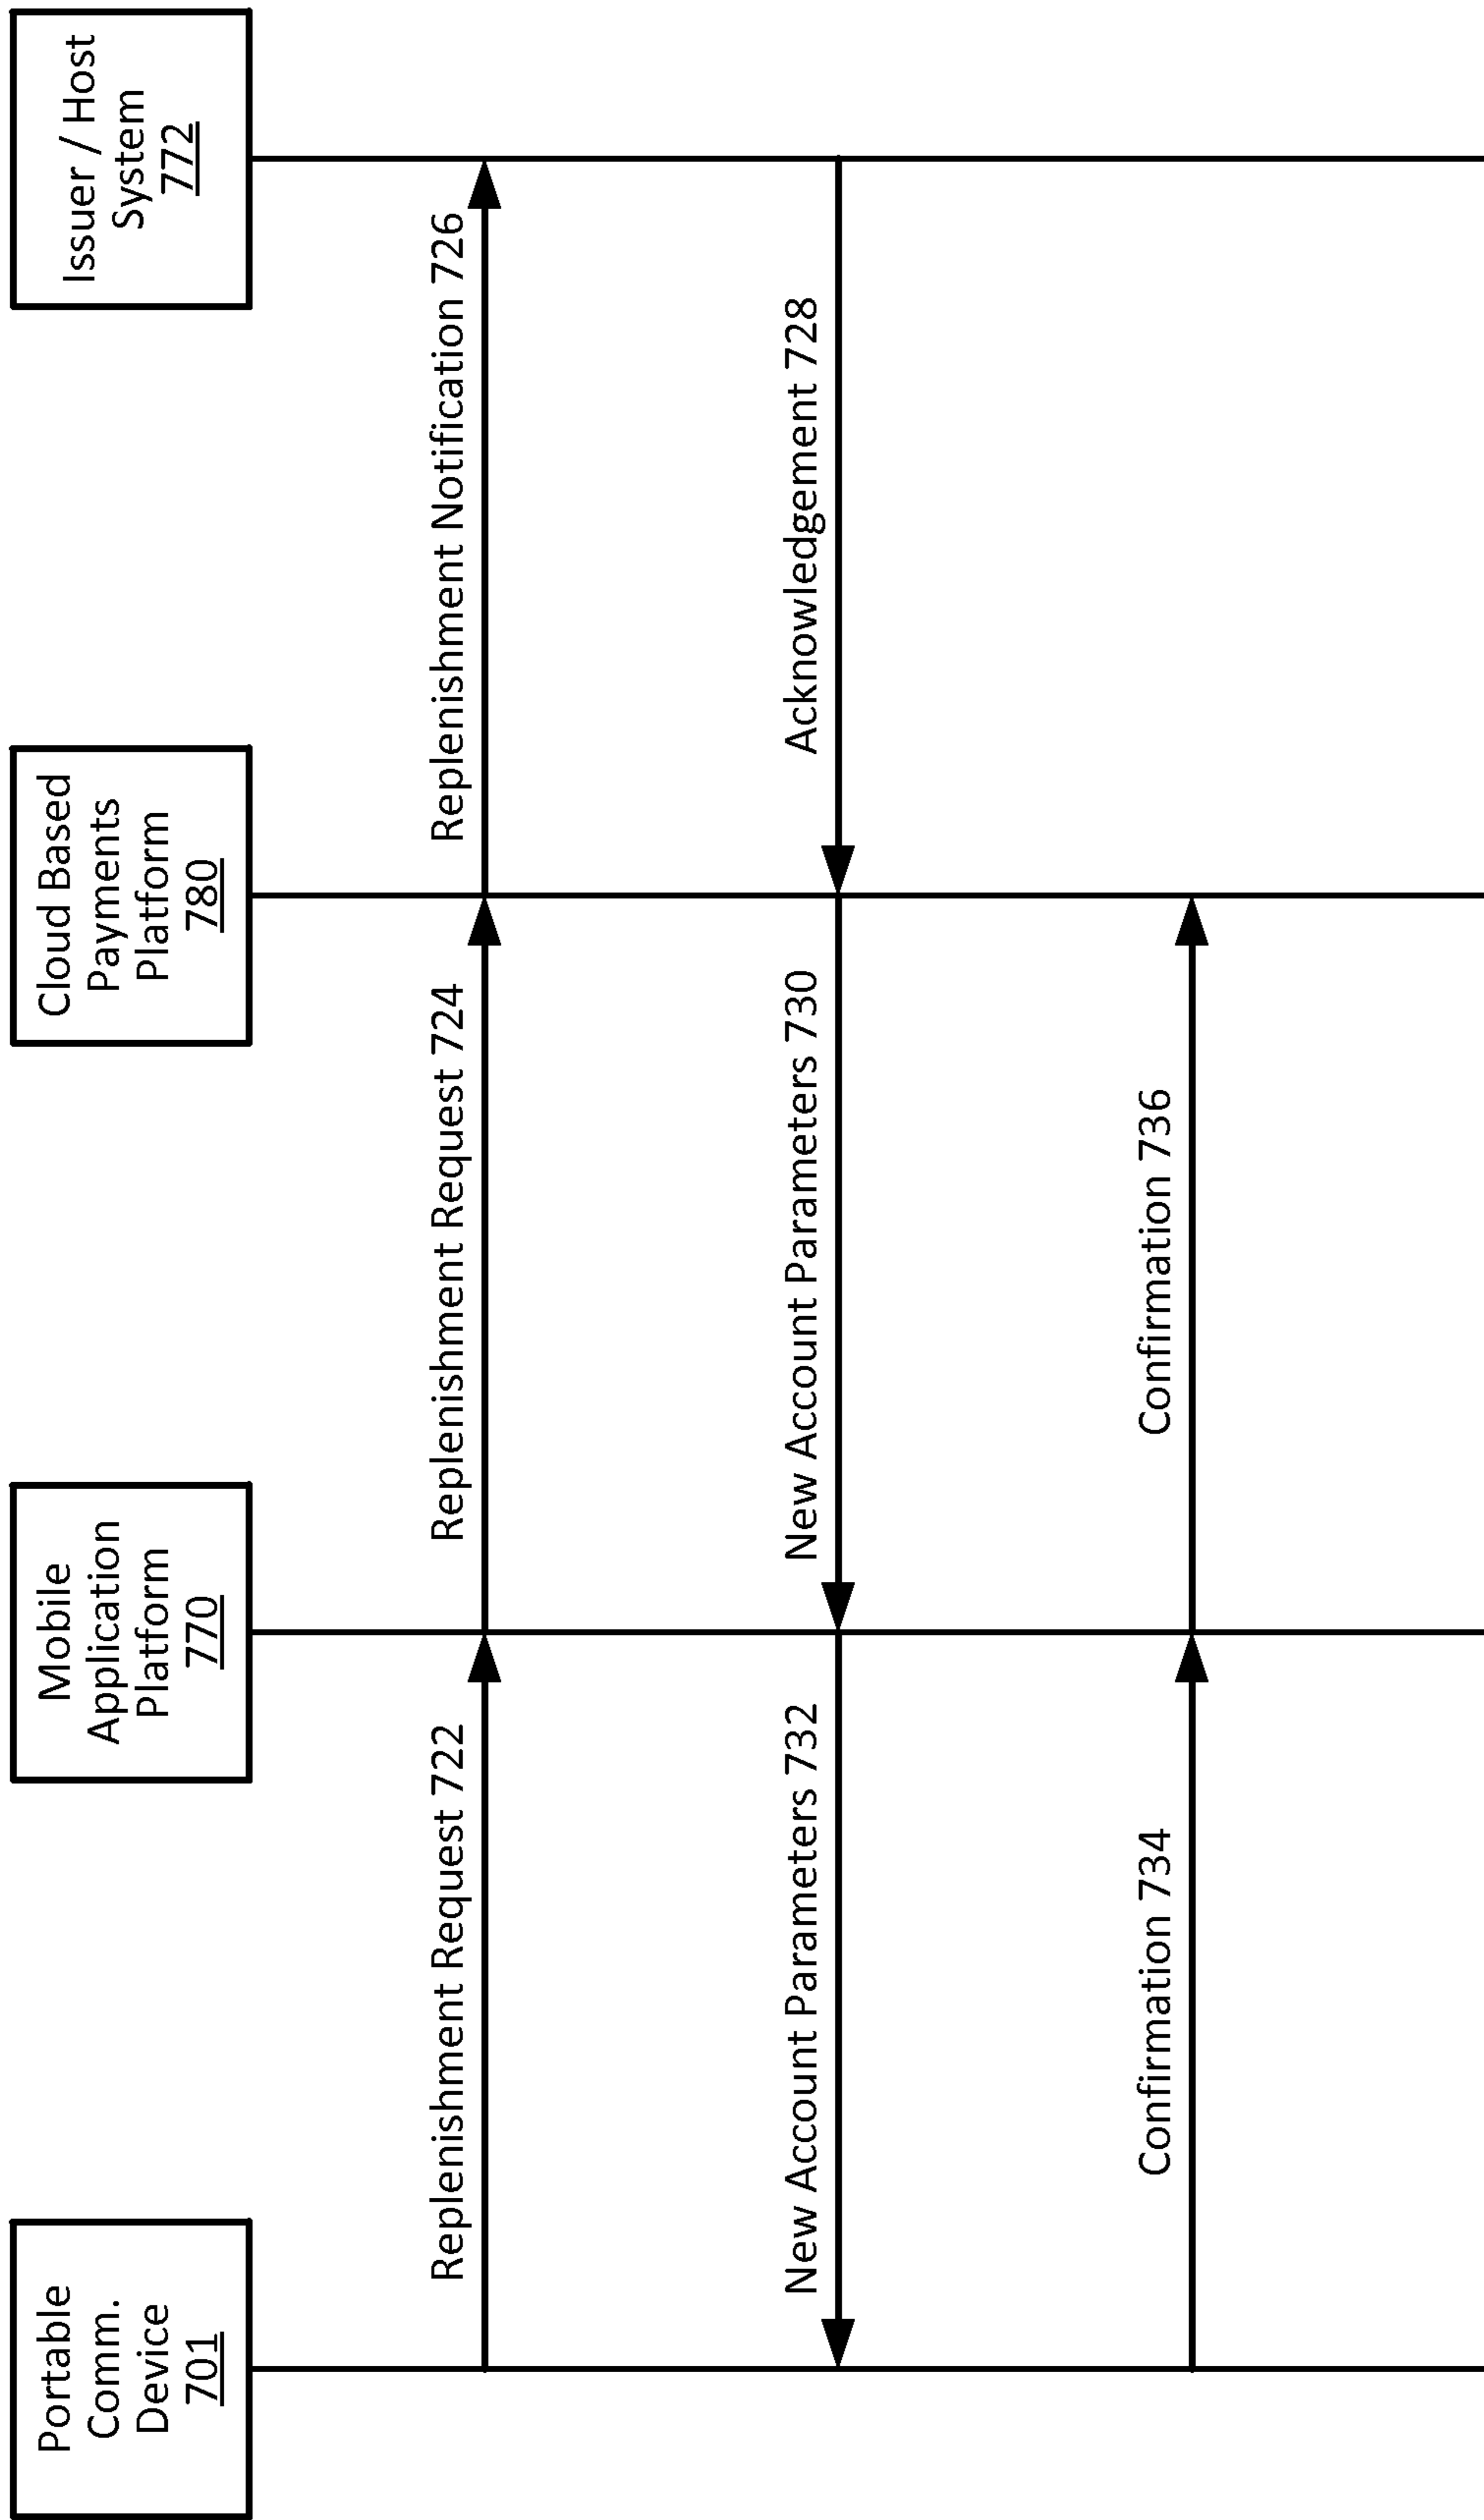 Portable
Comm.
Device
701
Mobile
Application
Platform
770
Cloud Based
Payments
Platform
780
Issuer / Host
System
772
Replenishment Request 722
Replenishment Request 724
Replenishment Notification 726
New Account Parameters 732
New Account Parameters 730
Acknowledgement 728
Confirmation 734
Confirmation 736